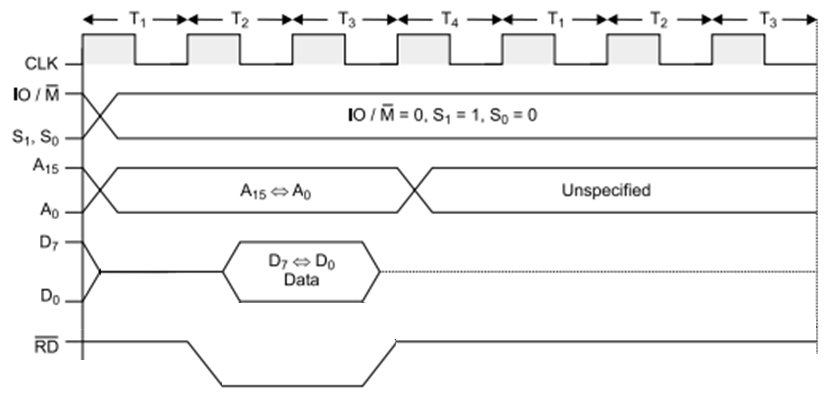 T₁ T₂ T₃ T₄ T₁ T₂ T₃
CLK
IO / M̅
IO / M̅ = 0, S₁ = 1, S₀ = 0
S₁, S₀
A₁₅
A₁₅ ⇔ A₀
Unspecified
A₀
D₇
D₇ ⇔ D₀
Data
D₀
R̅D̅